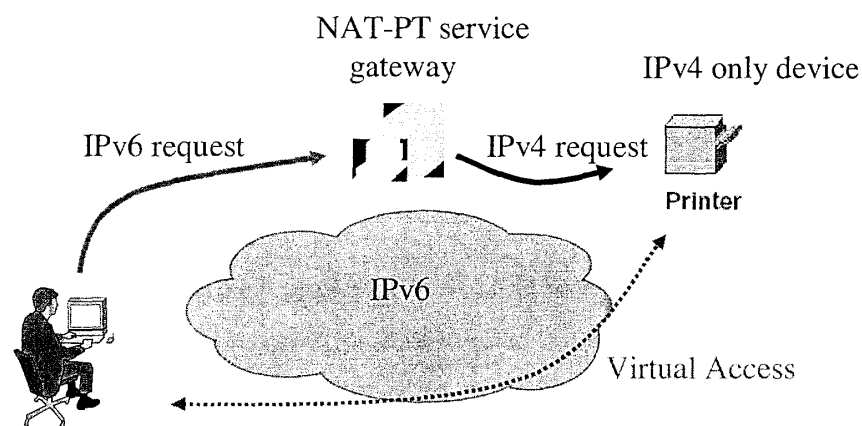 NAT-PT service
gateway
IPv4 only device
IPv6 request
IPv4 request
Printer
IPv6
Virtual Access